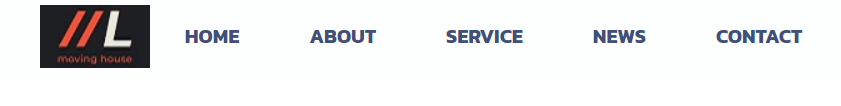 //L
moving house
HOME ABOUT SERVICE NEWS CONTACT